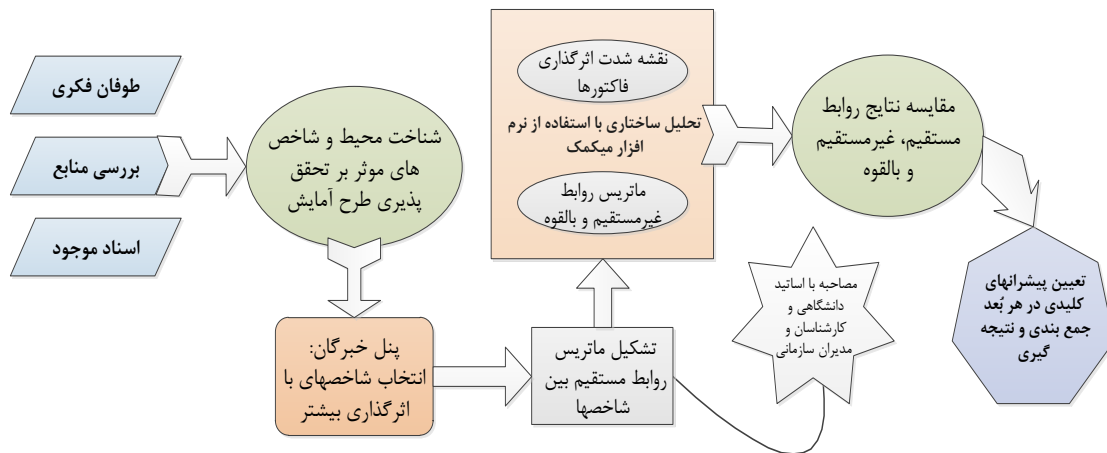 طوفان فکری
بررسی منابع
اسناد موجود
شناخت محیط و شاخص
های موثر بر تحقق
پذیری طرح آمایش
پنل خبرگان:
انتخاب شاخصهای با
اثرگذاری بیشتر
تشکیل ماتریس
روابط مستقیم بین
شاخصها
مصاحبه با اساتید
دانشگاهی و
کارشناسان و
مدیران سازمانی
نقشه شدت اثرگذاری
فاکتورها
تحلیل ساختاری با استفاده از نرم
افزار میکمک
ماتریس روابط
غیرمستقیم و بالقوه
مقایسه نتایج روابط
مستقیم، غیرمستقیم
و بالقوه
تعیین پیشرانهای
کلیدی در هر بُعد
جمع بندی و نتیجه
گیری